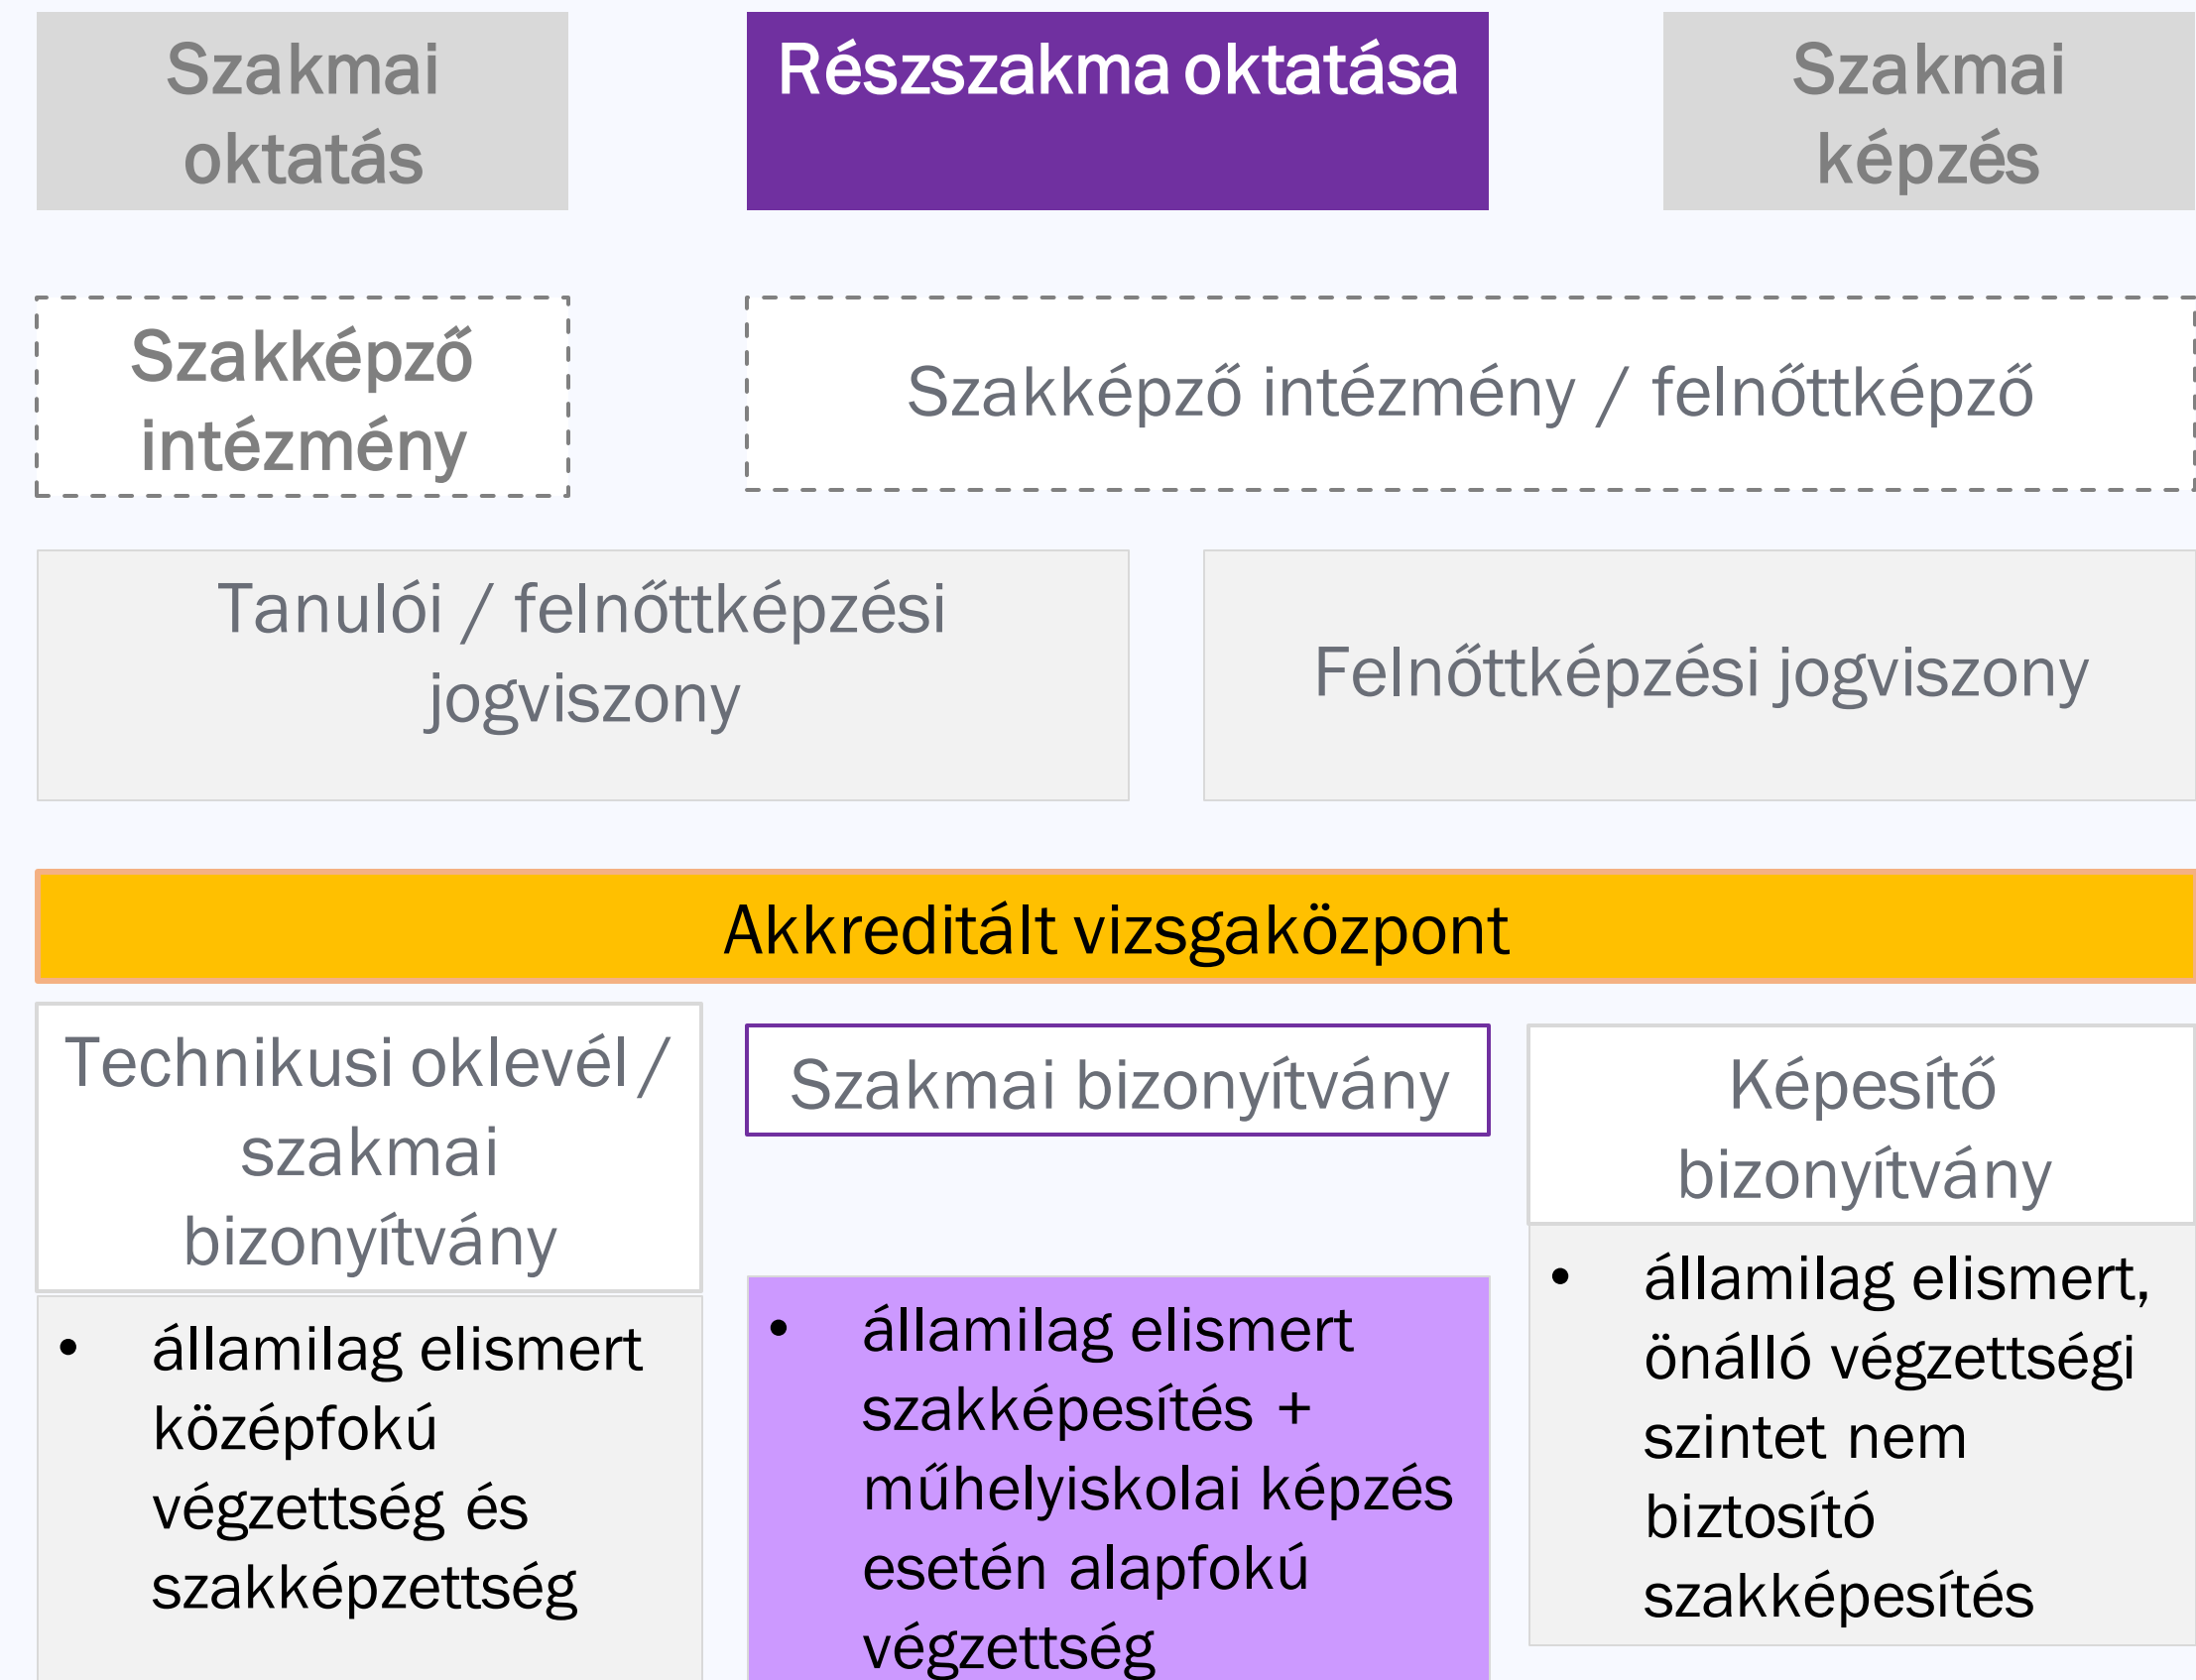 Szakmai
oktatás
Részszakma oktatása
Szakmai
képzés
Szakképző
intézmény
Szakképző intézmény / felnőttképző
Tanulói / felnőttképzési
jogviszony
Felnőttképzési jogviszony
Akkreditált vizsgaközpont
Technikusi oklevél/
szakmai
bizonyítvány
Szakmai bizonyítvány
Képesítő
bizonyítvány
• államilag elismert
középfokú
végzettség és
szakképzettség
• államilag elismert
szakképesítés +
műhelyiskolai képzés
esetén alapfokú
végzettség
• államilag elismert,
önálló végzettségi
szintet nem
biztosító
szakképesítés